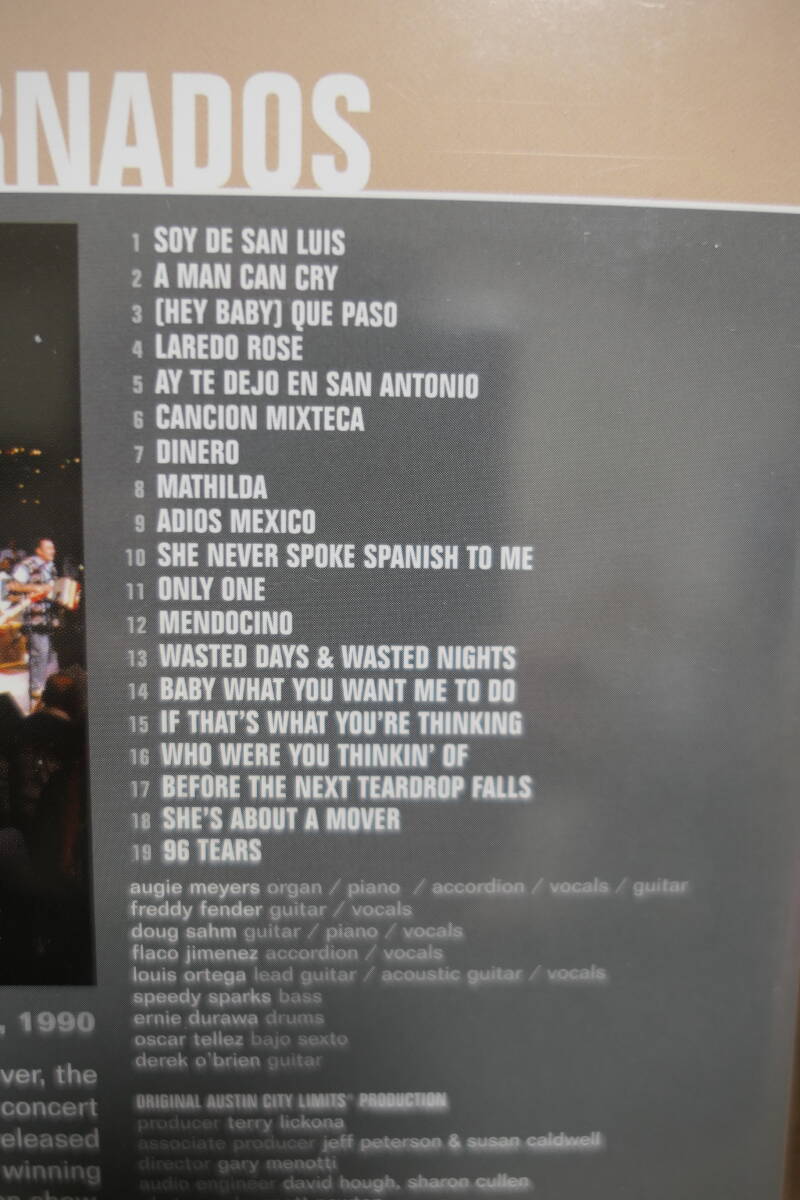 RNADOS
1 SOY DE SAN LUIS
2 A MAN CAN CRY
3 (HEY BABY) QUE PASO
4 LAREDO ROSE
5 AY TE DEJO EN SAN ANTONIO
6 CANCION MIXTECA
7 DINERO
8 MATHILDA
9 ADIOS MEXICO
10 SHE NEVER SPOKE SPANISH TO ME
11 ONLY ONE
12 MENDOCINO
13 WASTED DAYS & WASTED NIGHTS
14 BABY WHAT YOU WANT ME TO DO
15 IF THAT'S WHAT YOU'RE THINKING
16 WHO WERE YOU THINKIN' OF
17 BEFORE THE NEXT TEARDROP FALLS
18 SHE'S ABOUT A MOVER
19 96 TEARS
augie meyers organ / piano / accordion / vocals / guitar
freddy fender guitar / vocals
doug sahm guitar / piano / vocals
flaco jimenez accordion / vocals
louis ortega lead guitar / acoustic guitar / vocals
speedy sparks bass
ernie durawa drums
oscar tellez bajo sexto
derek o'brien guitar
ORIGINAL AUSTIN CITY LIMITS® PRODUCTION
producer terry lickona
associate producer jeff peterson & susan caldwell
director gary menotti
audio engineer david hough, sharon cullen
, 1990
ver, the
concert
eleased
winning